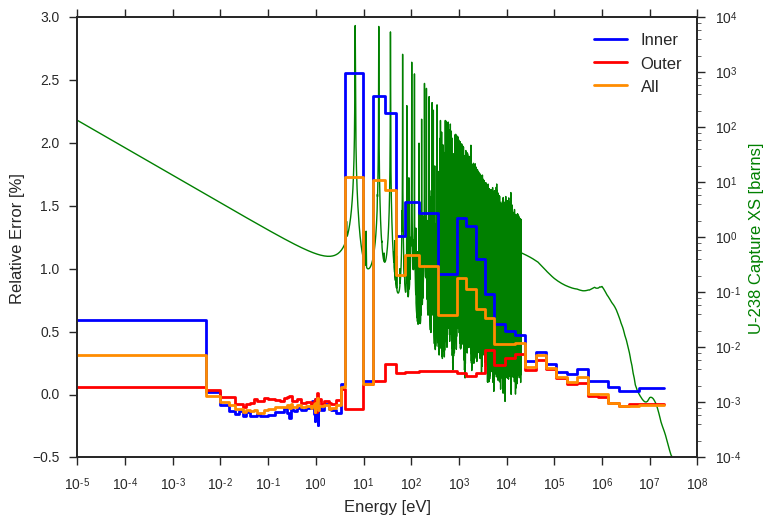 3.0
2.5
2.0
1.5
1.0
0.5
0.0
−0.5
Relative Error [%]
Inner
Outer
All
10⁴
10³
10²
10¹
10⁰
10⁻¹
10⁻²
10⁻³
10⁻⁴
U-238 Capture XS [barns]
10⁻⁵ 10⁻⁴ 10⁻³ 10⁻² 10⁻¹ 10⁰ 10¹ 10² 10³ 10⁴ 10⁵ 10⁶ 10⁷ 10⁸
Energy [eV]